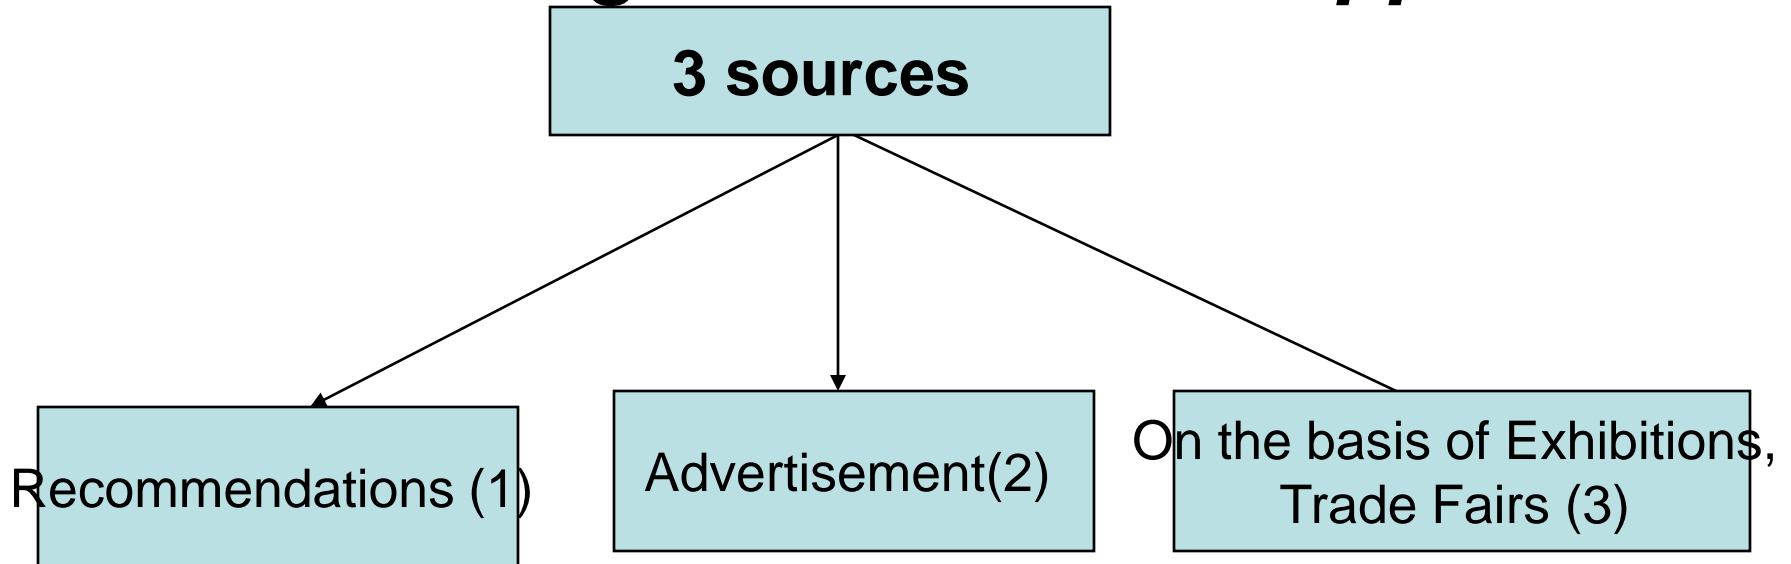 3 sources
Recommendations (1)
Advertisement(2)
On the basis of Exhibitions,
Trade Fairs (3)